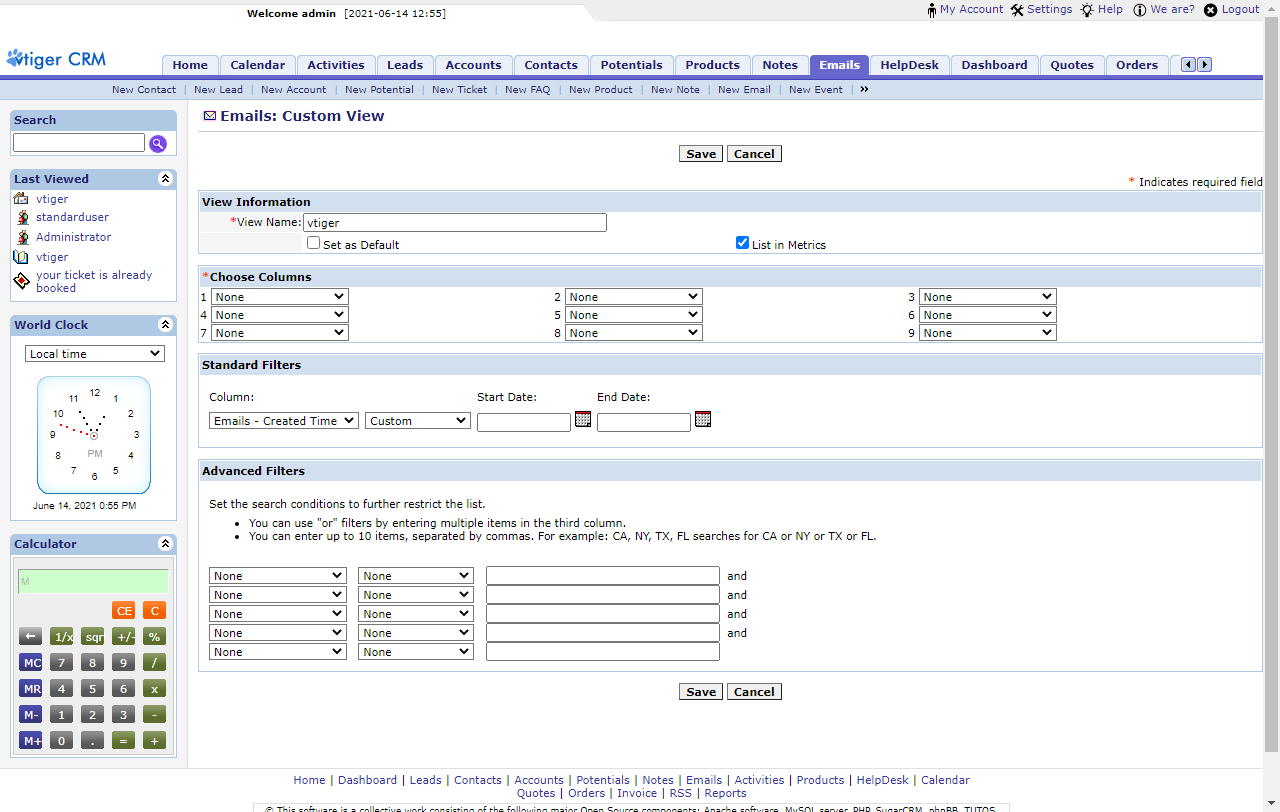 Welcome admin [2021-06-14 12:55]
My Account Settings Help We are? Logout
vtiger CRM
Home Calendar Activities Leads Accounts Contacts Potentials Products Notes Emails HelpDesk Dashboard Quotes Orders
New Contact | New Lead | New Account | New Potential | New Ticket | New FAQ | New Product | New Note | New Email | New Event | »
Search
Last Viewed
vtiger
standarduser
Administrator
vtiger
your ticket is already
booked
World Clock
Local time
12
11 1
10 2
9 3
PM
8 4
7 5
6
June 14, 2021 0:55 PM
Calculator
M
CE C
← 1/x sqr +/- %
MC 7 8 9 /
MR 4 5 6 x
M- 1 2 3 -
M+ 0 . = +
Emails: Custom View
Save Cancel
* Indicates required field
View Information
*View Name: vtiger
Set as Default List in Metrics
*Choose Columns
1 None 2 None 3 None
4 None 5 None 6 None
7 None 8 None 9 None
Standard Filters
Column: Start Date: End Date:
Emails - Created Time Custom
Advanced Filters
Set the search conditions to further restrict the list.
• You can use "or" filters by entering multiple items in the third column.
• You can enter up to 10 items, separated by commas. For example: CA, NY, TX, FL searches for CA or NY or TX or FL.
None None and
None None and
None None and
None None and
None None
Save Cancel
Home | Dashboard | Leads | Contacts | Accounts | Potentials | Notes | Emails | Activities | Products | HelpDesk | Calendar
Quotes | Orders | Invoice | RSS | Reports
© This software is a collective work consisting of the following major Open Source components: Apache software, MySQL server, PHP, SugarCRM, phpBB, TUTOS,